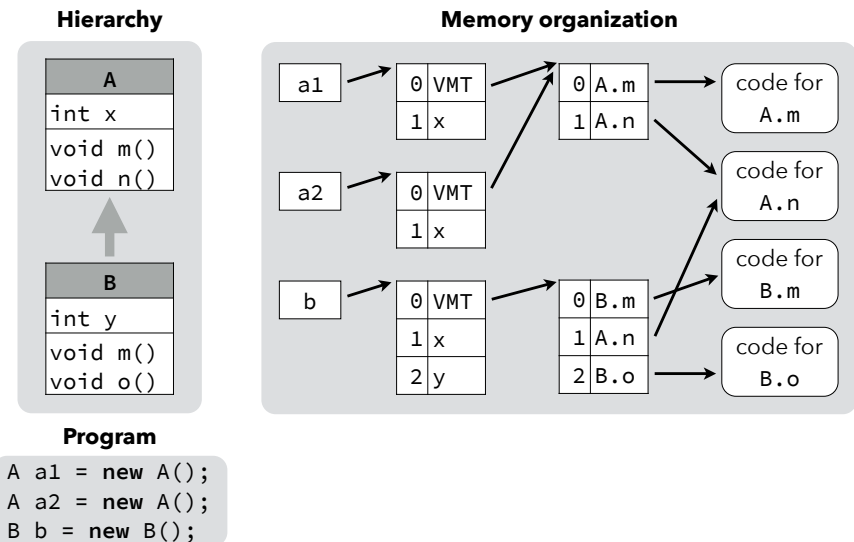 Hierarchy
A
int x
void m()
void n()
B
int y
void m()
void o()
Program
A a1 = new A();
A a2 = new A();
B b = new B();
Memory organization
a1
0 VMT
1 x
0 A.m
1 A.n
code for
A.m
a2
0 VMT
1 x
code for
A.n
b
0 VMT
1 x
2 y
0 B.m
1 A.n
2 B.o
code for
B.m
code for
B.o